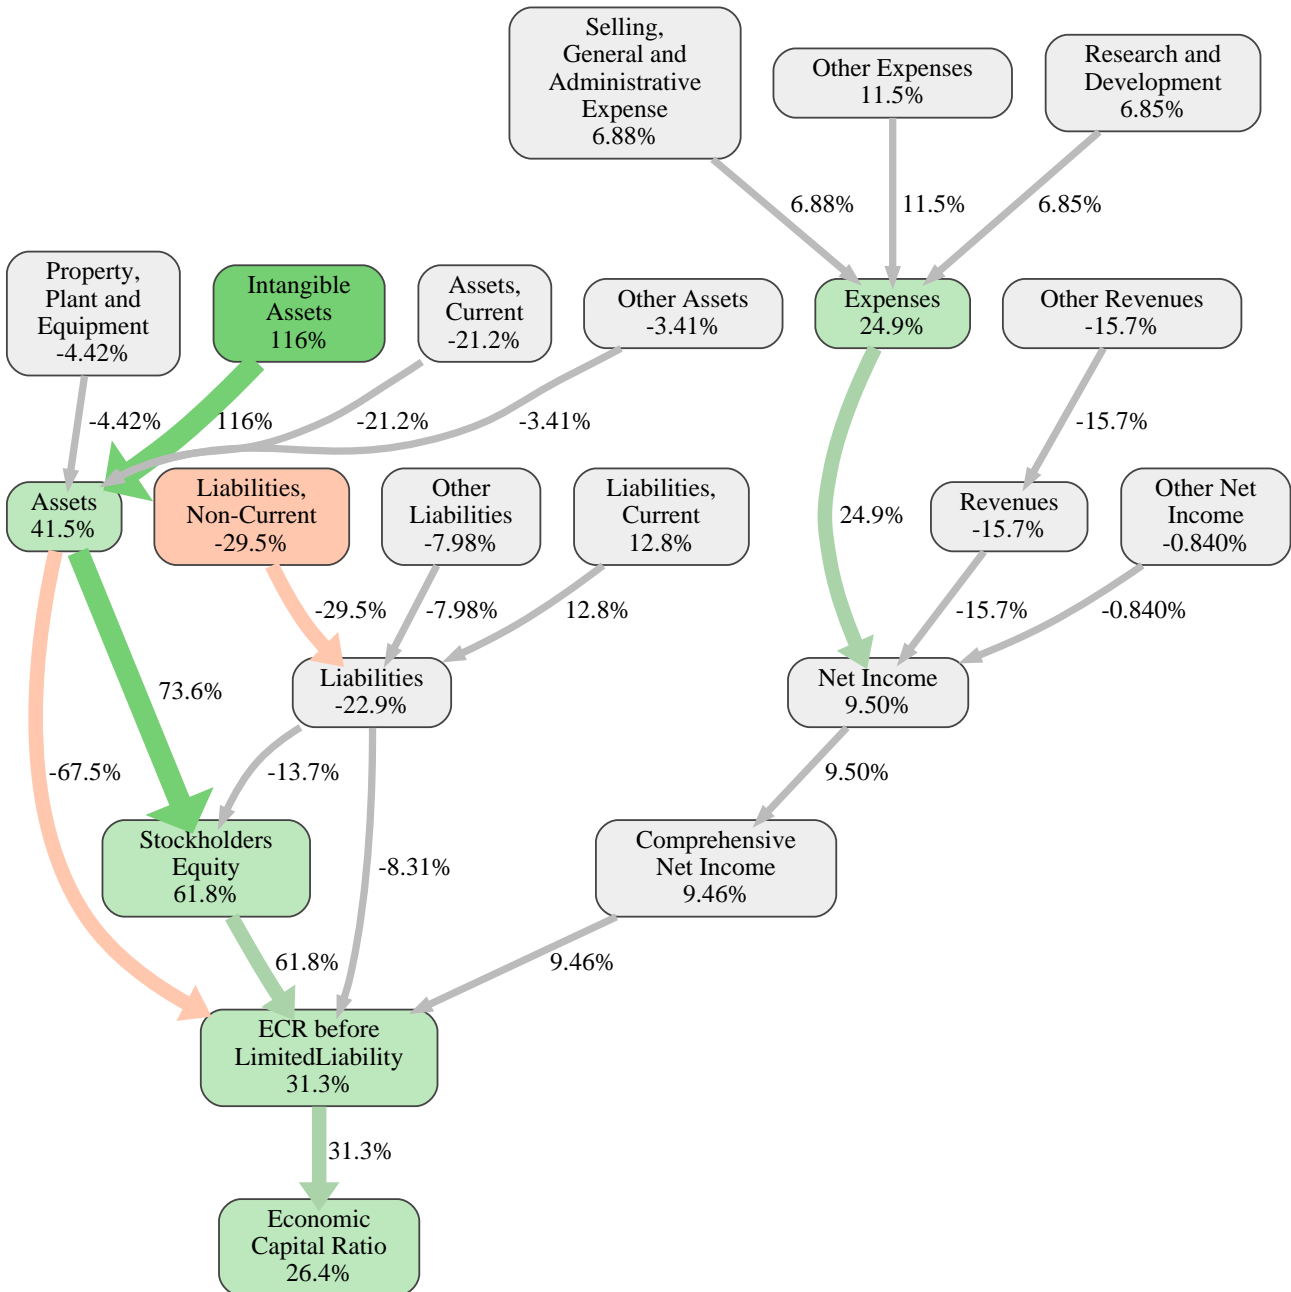 Selling,
General and
Administrative
Expense
6.88%
Other Expenses
11.5%
Research and
Development
6.85%
6.88%
11.5%
6.85%
Property,
Plant and
Equipment
-4.42%
Intangible
Assets
116%
Assets,
Current
-21.2%
Other Assets
-3.41%
Expenses
24.9%
Other Revenues
-15.7%
-4.42%
116%
-21.2%
-3.41%
-15.7%
Assets
41.5%
Liabilities,
Non-Current
-29.5%
Other
Liabilities
-7.98%
Liabilities,
Current
12.8%
24.9%
Revenues
-15.7%
Other Net
Income
-0.840%
-29.5%
-7.98%
12.8%
-15.7%
-0.840%
73.6%
Liabilities
-22.9%
Net Income
9.50%
-67.5%
-13.7%
9.50%
Stockholders
Equity
61.8%
-8.31%
Comprehensive
Net Income
9.46%
61.8%
9.46%
ECR before
LimitedLiability
31.3%
31.3%
Economic
Capital Ratio
26.4%